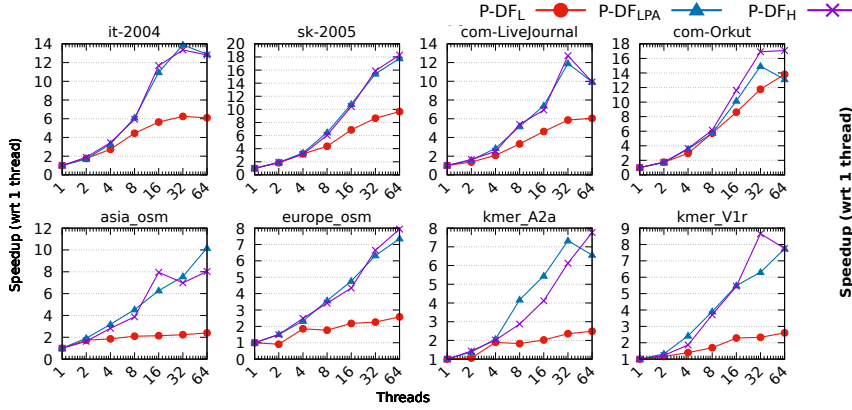 P-DF_L P-DF_LPA P-DF_H
it-2004 sk-2005 com-LiveJournal com-Orkut
14 12 10 8 6 4 2 0
20 18 16 14 12 10 8 6 4 2 0
14 12 10 8 6 4 2 0
18 16 14 12 10 8 6 4 2 0
1 2 4 8 16 32 64
1 2 4 8 16 32 64
1 2 4 8 16 32 64
1 2 4 8 16 32 64
asia_osm europe_osm kmer_A2a kmer_V1r
12 10 8 6 4 2 0
8 7 6 5 4 3 2 1 0
8 7 6 5 4 3 2 1
9 8 7 6 5 4 3 2 1
1 2 4 8 16 32 64
1 2 4 8 16 32 64
1 2 4 8 16 32 64
1 2 4 8 16 32 64
Speedup (wrt 1 thread)
Threads
Speedup (wrt 1 thread)